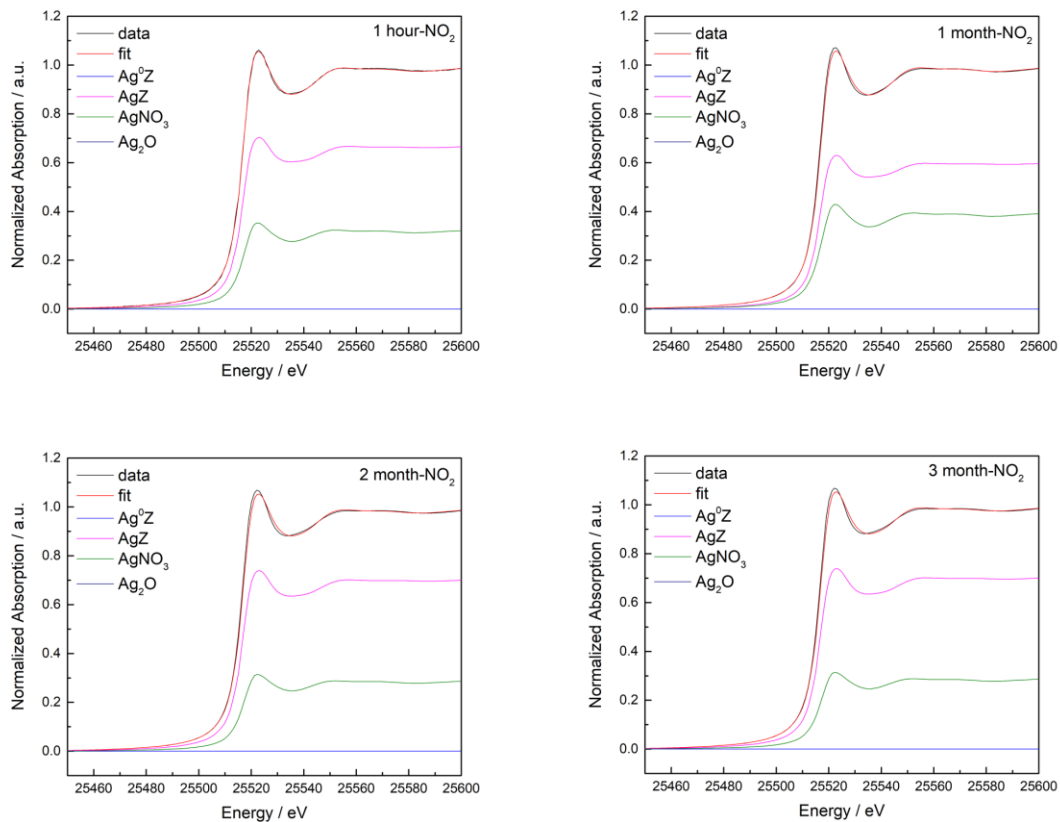 1 hour-NO₂
data
fit
Ag⁰Z
AgZ
AgNO₃
Ag₂O
Normalized Absorption / a.u.
1.2
1.0
0.8
0.6
0.4
0.2
0.0
25460 25480 25500 25520 25540 25560 25580 25600
Energy / eV
1 month-NO₂
data
fit
Ag⁰Z
AgZ
AgNO₃
Ag₂O
Normalized Absorption / a.u.
1.2
1.0
0.8
0.6
0.4
0.2
0.0
25460 25480 25500 25520 25540 25560 25580 25600
Energy / eV
2 month-NO₂
data
fit
Ag⁰Z
AgZ
AgNO₃
Ag₂O
Normalized Absorption / a.u.
1.2
1.0
0.8
0.6
0.4
0.2
0.0
25460 25480 25500 25520 25540 25560 25580 25600
Energy / eV
3 month-NO₂
data
fit
Ag⁰Z
AgZ
AgNO₃
Ag₂O
Normalized Absorption / a.u.
1.2
1.0
0.8
0.6
0.4
0.2
0.0
25460 25480 25500 25520 25540 25560 25580 25600
Energy / eV